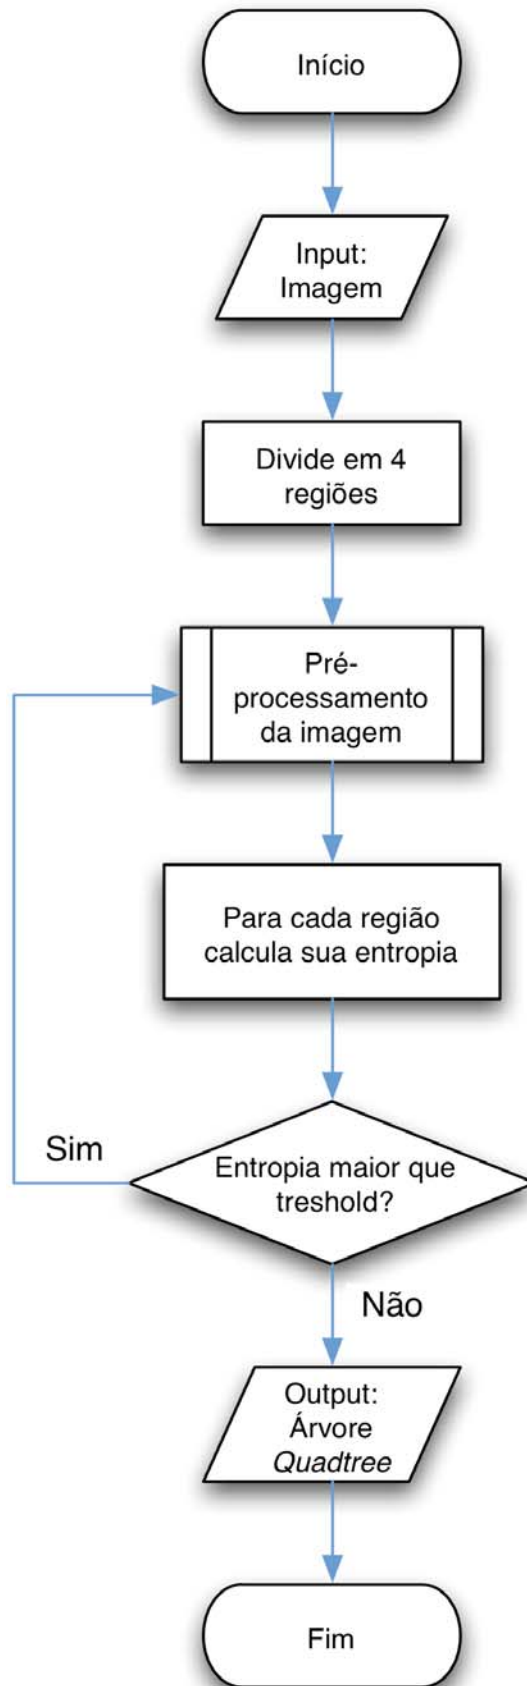 Início
Input:
Imagem
Divide em 4
regiões
Pré-
processamento
da imagem
Para cada região
calcula sua entropia
Sim
Entropia maior que
treshold?
Não
Output:
Árvore
Quadtree
Fim